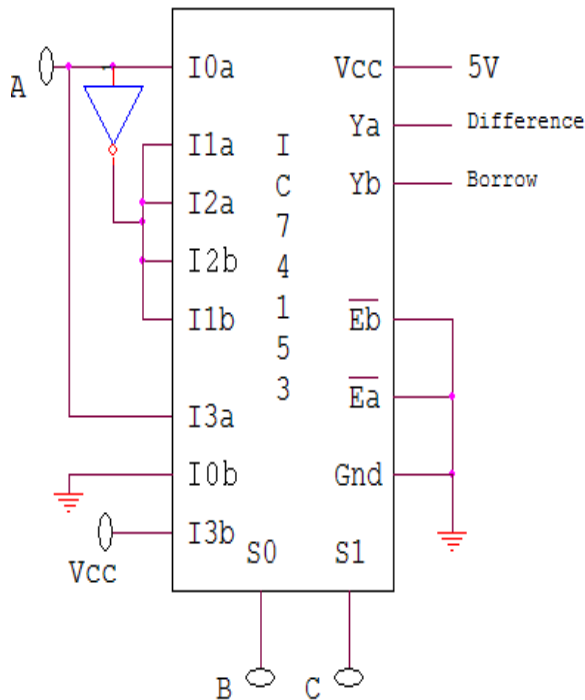 A
I0a
I1a
I2a
I2b
I1b
I3a
I0b
I3b
Vcc
I
C
7
4
1
5
3
Vcc
5V
Ya
Difference
Yb
Borrow
Eb
Ea
Gnd
S0
S1
B
C